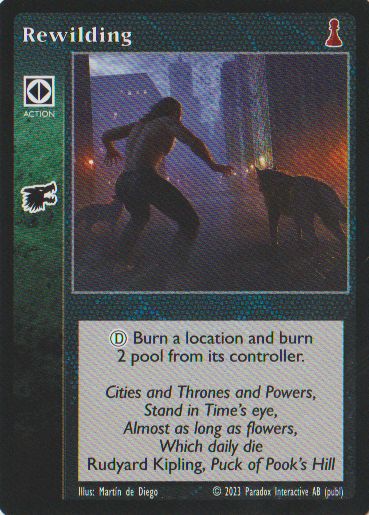 Rewilding
ACTION
D Burn a location and burn
2 pool from its controller.
Cities and Thrones and Powers,
Stand in Time's eye,
Almost as long as flowers,
Which daily die
Rudyard Kipling, Puck of Pook's Hill
Illus: Martín de Diego © 2023 Paradox Interactive AB (publ)